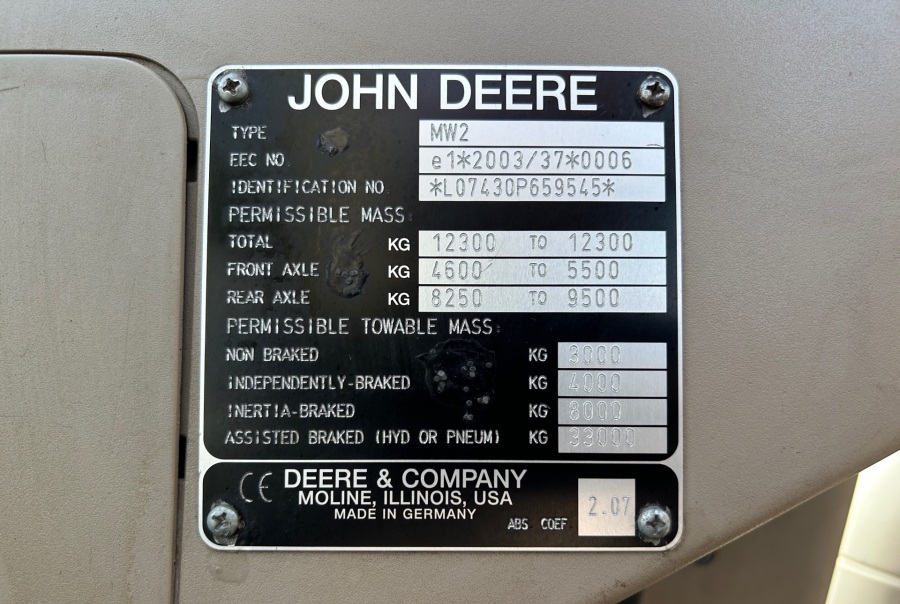 JOHN DEERE
TYPE MW2
EEC NO e1*2003/37*0006
IDENTIFICATION NO *L07430P659545*
PERMISSIBLE MASS:
TOTAL KG 12300 TO 12300
FRONT AXLE KG 4600 TO 5500
REAR AXLE KG 8250 TO 9500
PERMISSIBLE TOWABLE MASS:
NON BRAKED KG 3000
INDEPENDENTLY-BRAKED KG 4000
INERTIA-BRAKED KG 8000
ASSISTED BRAKED (HYD OR PNEUM) KG 33000
CE DEERE & COMPANY
MOLINE, ILLINOIS, USA
MADE IN GERMANY
ABS COEF 2.07